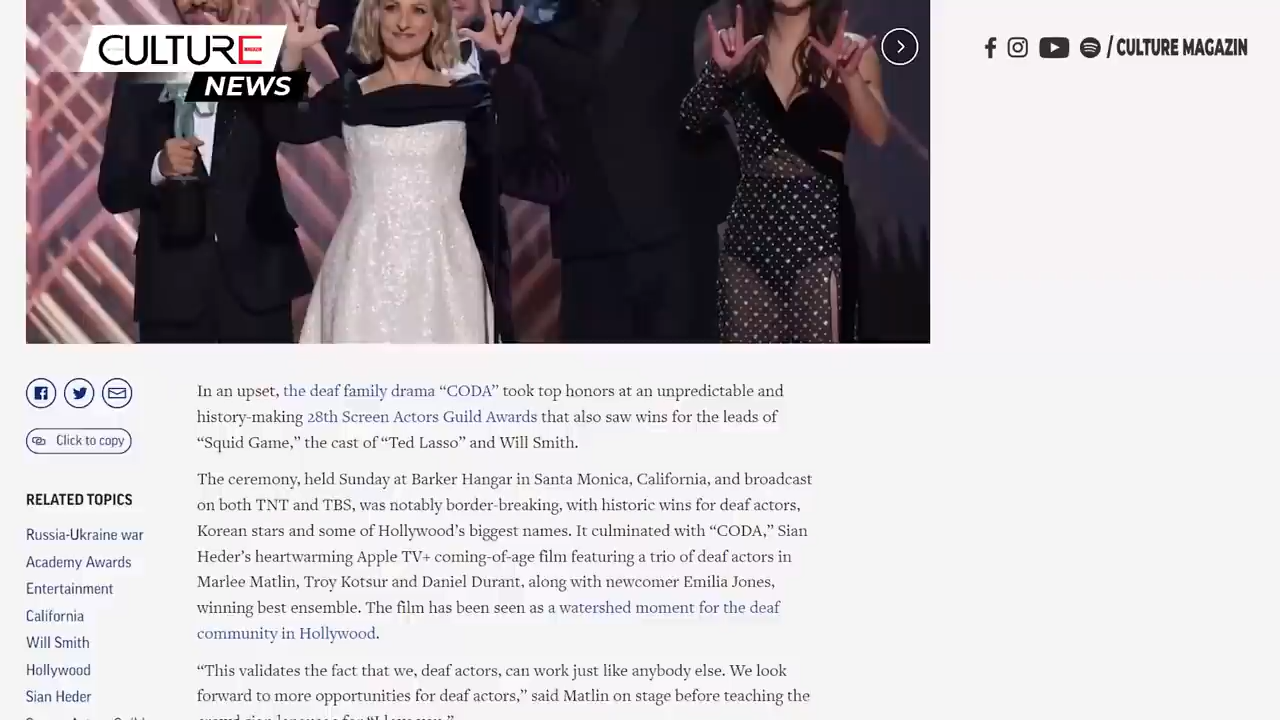 CULTURE
NEWS
/ CULTURE MAGAZIN
Click to copy
RELATED TOPICS
Russia-Ukraine war
Academy Awards
Entertainment
California
Will Smith
Hollywood
Sian Heder
In an upset, the deaf family drama “CODA” took top honors at an unpredictable and
history-making 28th Screen Actors Guild Awards that also saw wins for the leads of
“Squid Game,” the cast of “Ted Lasso” and Will Smith.
The ceremony, held Sunday at Barker Hangar in Santa Monica, California, and broadcast
on both TNT and TBS, was notably border-breaking, with historic wins for deaf actors,
Korean stars and some of Hollywood’s biggest names. It culminated with “CODA,” Sian
Heder’s heartwarming Apple TV+ coming-of-age film featuring a trio of deaf actors in
Marlee Matlin, Troy Kotsur and Daniel Durant, along with newcomer Emilia Jones,
winning best ensemble. The film has been seen as a watershed moment for the deaf
community in Hollywood.
“This validates the fact that we, deaf actors, can work just like anybody else. We look
forward to more opportunities for deaf actors,” said Matlin on stage before teaching the